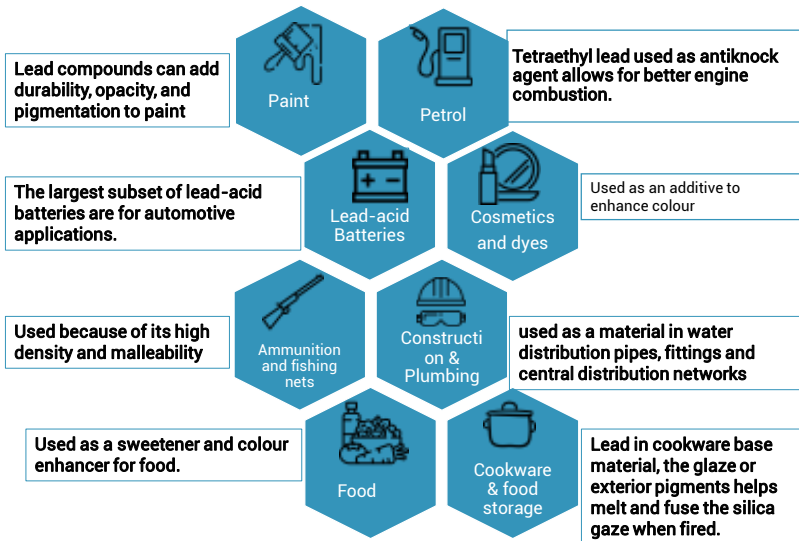 Lead compounds can add
durability, opacity, and
pigmentation to paint
Paint
Petrol
Tetraethyl lead used as antiknock
agent allows for better engine
combustion.
The largest subset of lead-acid
batteries are for automotive
applications.
Lead-acid
Batteries
Cosmetics
and dyes
Used as an additive to
enhance colour
Used because of its high
density and malleability
Ammunition
and fishing
nets
Constructi
on &
Plumbing
used as a material in water
distribution pipes, fittings and
central distribution networks
Used as a sweetener and colour
enhancer for food.
Food
Cookware
& food
storage
Lead in cookware base
material, the glaze or
exterior pigments helps
melt and fuse the silica
gaze when fired.